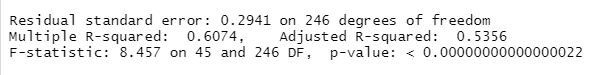 Residual standard error: 0.2941 on 246 degrees of freedom
Multiple R-squared:  0.6074,    Adjusted R-squared:  0.5356
F-statistic: 8.457 on 45 and 246 DF,  p-value: < 0.00000000000000022